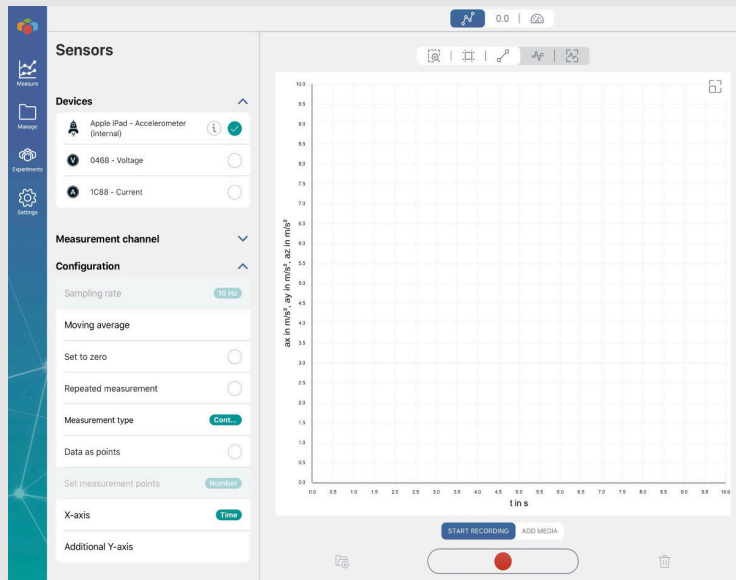 0.0
Sensors
Measure
Devices
Apple iPad - Accelerometer
(internal)
i
Manage
V
0468 - Voltage
Experiments
A
1C88 - Current
Settings
Measurement channel
Configuration
Sampling rate
10 Hz
Moving average
Set to zero
Repeated measurement
Measurement type
Cont...
Data as points
Set measurement points
Number
X-axis
Time
Additional Y-axis
ax in m/s², ay in m/s², az in m/s²
10.0
9.5
9.0
8.5
8.0
7.5
7.0
6.5
6.0
5.5
5.0
4.5
4.0
3.5
3.0
2.5
2.0
1.5
1.0
0.5
0.0
0.0 0.5 1.0 1.5 2.0 2.5 3.0 3.5 4.0 4.5 5.0 5.5 6.0 6.5 7.0 7.5 8.0 8.5 9.0 9.5 10.0
t in s
START RECORDING
ADD MEDIA